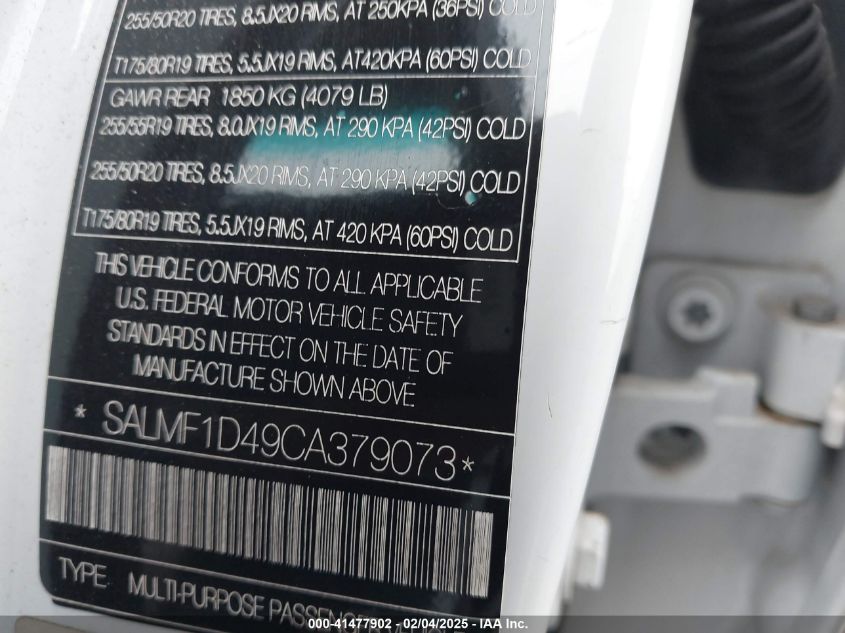 255/50R20 TIRES, 8.5JX20 RIMS, AT 250KPA (36PSI) COLD
T175/80R19 TIRES, 5.5JX19 RIMS, AT420KPA (60PSI) COLD
GAWR REAR 1850 KG (4079 LB)
255/55R19 TIRES, 8.0JX19 RIMS, AT 290 KPA (42PSI) COLD
255/50R20 TIRES, 8.5JX20 RIMS, AT 290 KPA (42PSI) COLD
T175/80R19 TIRES, 5.5JX19 RIMS, AT 420 KPA (60PSI) COLD
THIS VEHICLE CONFORMS TO ALL APPLICABLE
U.S. FEDERAL MOTOR VEHICLE SAFETY
STANDARDS IN EFFECT ON THE DATE OF
MANUFACTURE SHOWN ABOVE.
* SALMF1D49CA379073*
TYPE: MULTI-PURPOSE PASSENGER VEHICLE
000-41477902 - 02/04/2025 - IAAI.com